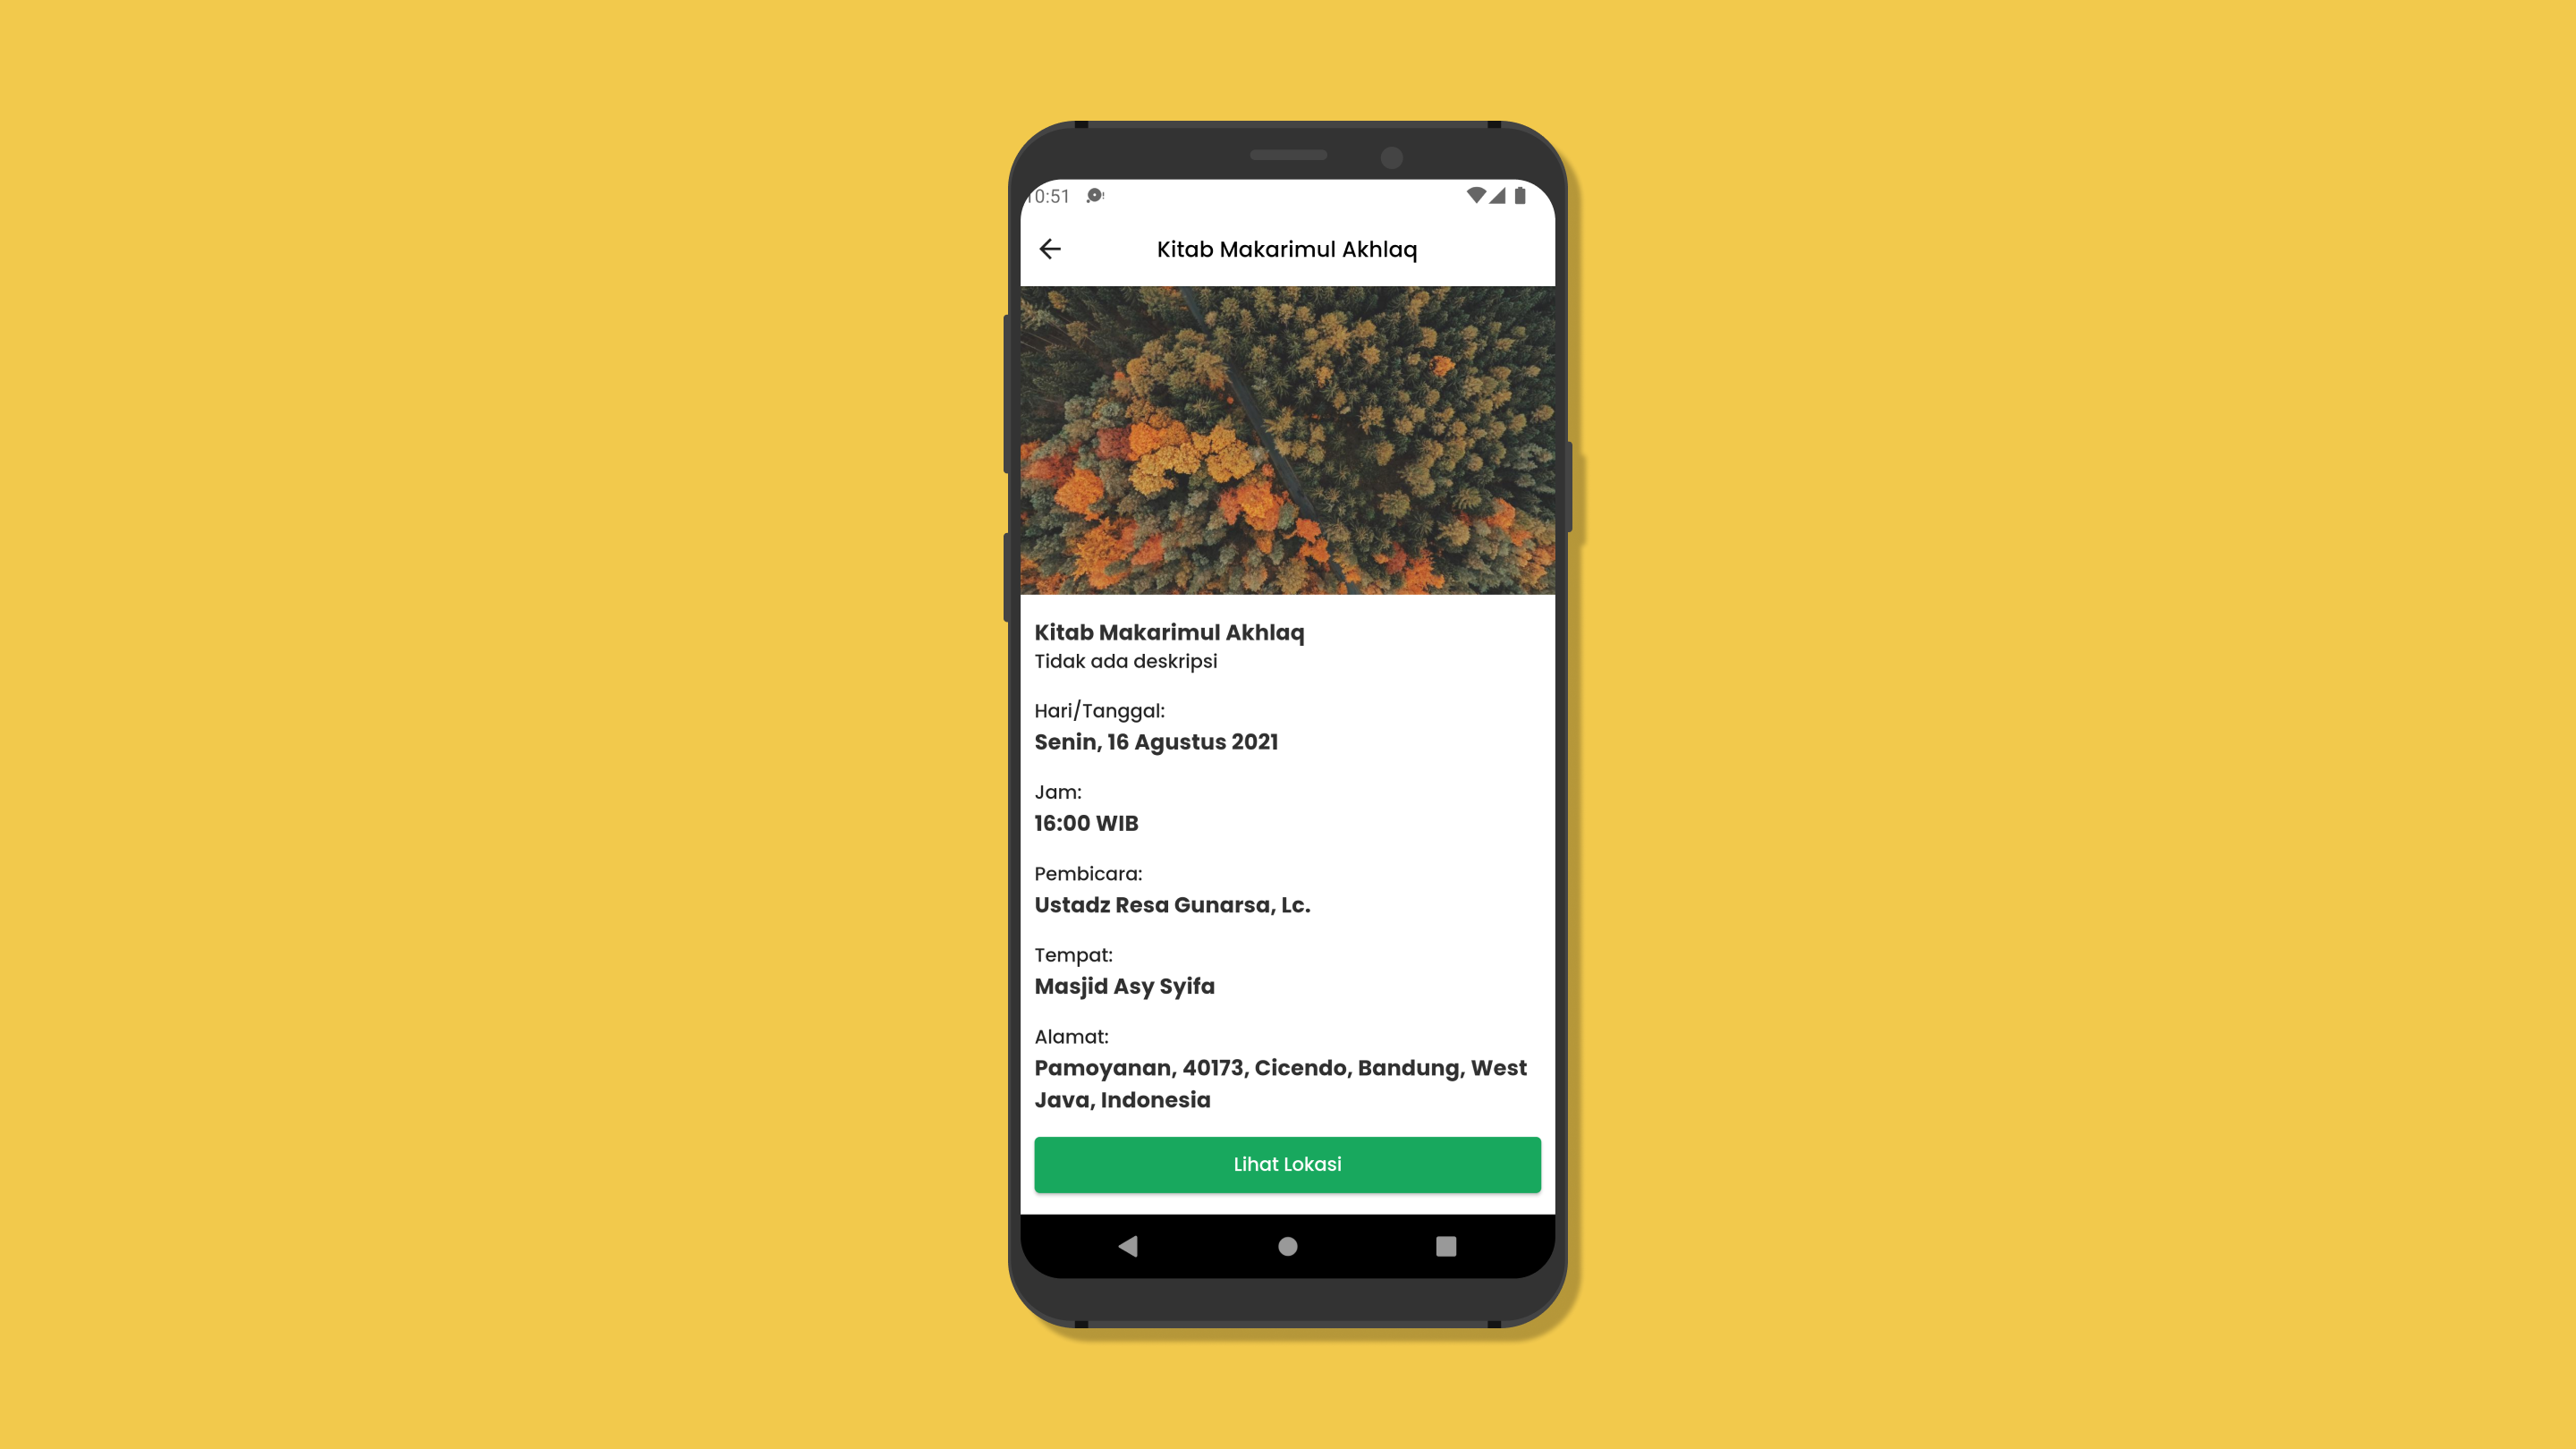 10:51
Kitab Makarimul Akhlaq
Kitab Makarimul Akhlaq
Tidak ada deskripsi
Hari/Tanggal:
Senin, 16 Agustus 2021
Jam:
16:00 WIB
Pembicara:
Ustadz Resa Gunarsa, Lc.
Tempat:
Masjid Asy Syifa
Alamat:
Pamoyanan, 40173, Cicendo, Bandung, West
Java, Indonesia
Lihat Lokasi